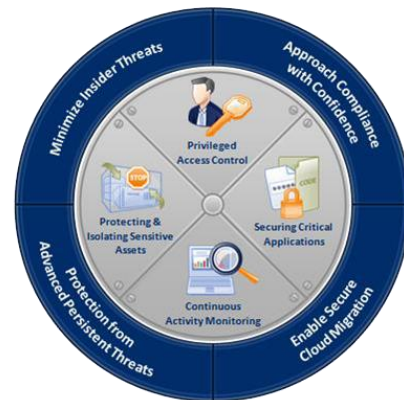 Minimize Insider Threats
Approach Compliance
with Confidence
Privileged
Access Control
STOP
Protecting &
Isolating Sensitive
Assets
CODE
Securing Critical
Applications
Continuous
Activity Monitoring
Protection from
Advanced Persistent Threats
Enable Secure
Cloud Migration